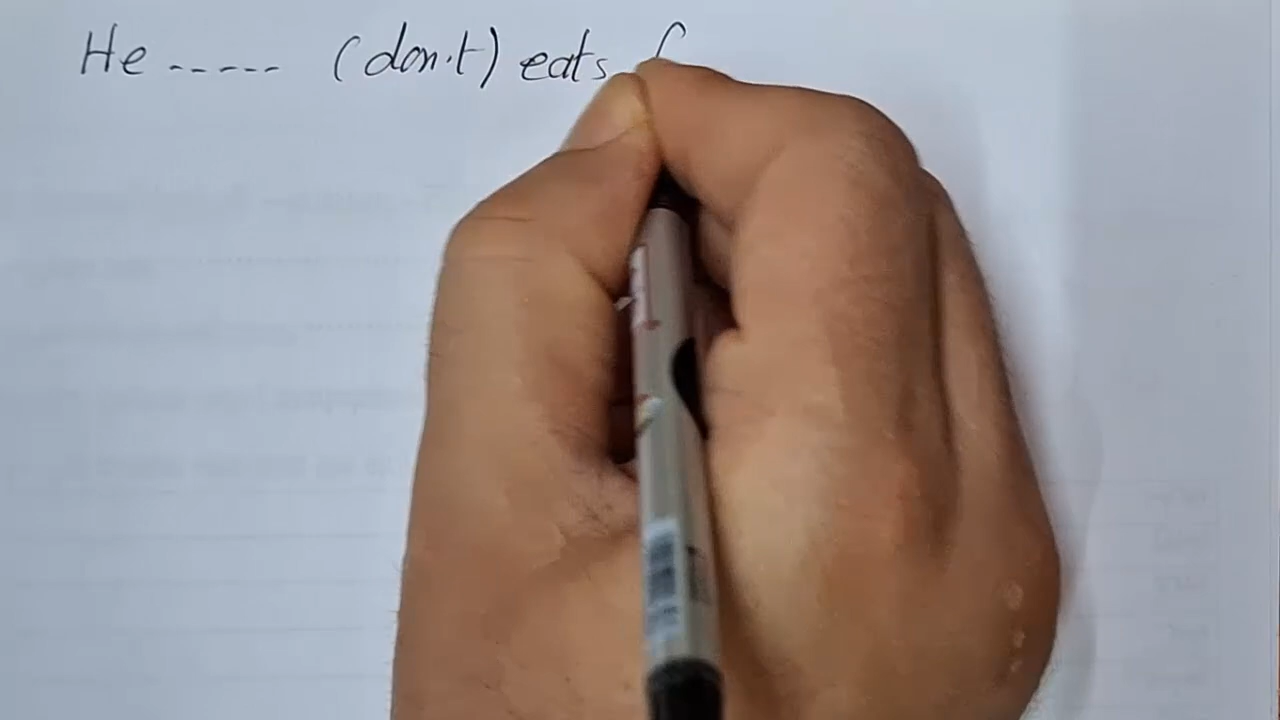 He ----- (don't) eats f